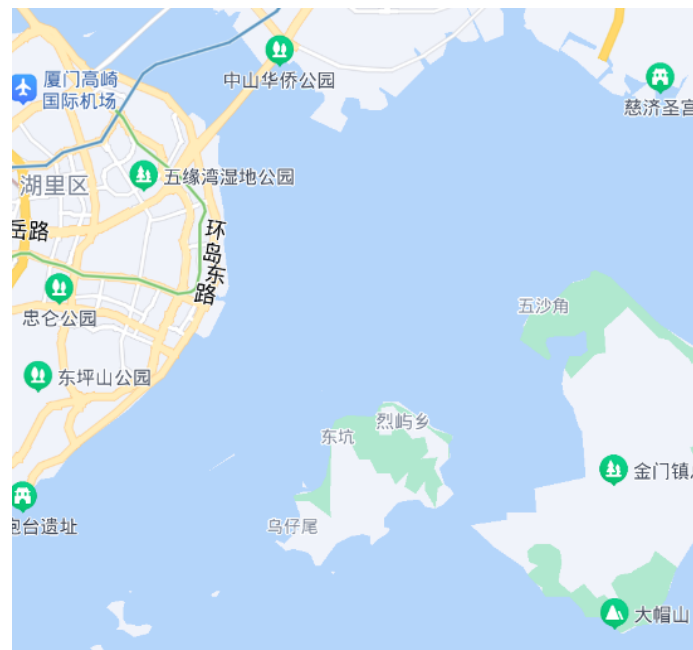 中山华侨公园
厦门高崎
国际机场
慈济圣宫
五缘湾湿地公园
湖里区
岳路
环岛东路
忠仑公园
五沙角
东坪山公园
烈屿乡
东坑
金门镇
乌仔尾
台遗址
大帽山